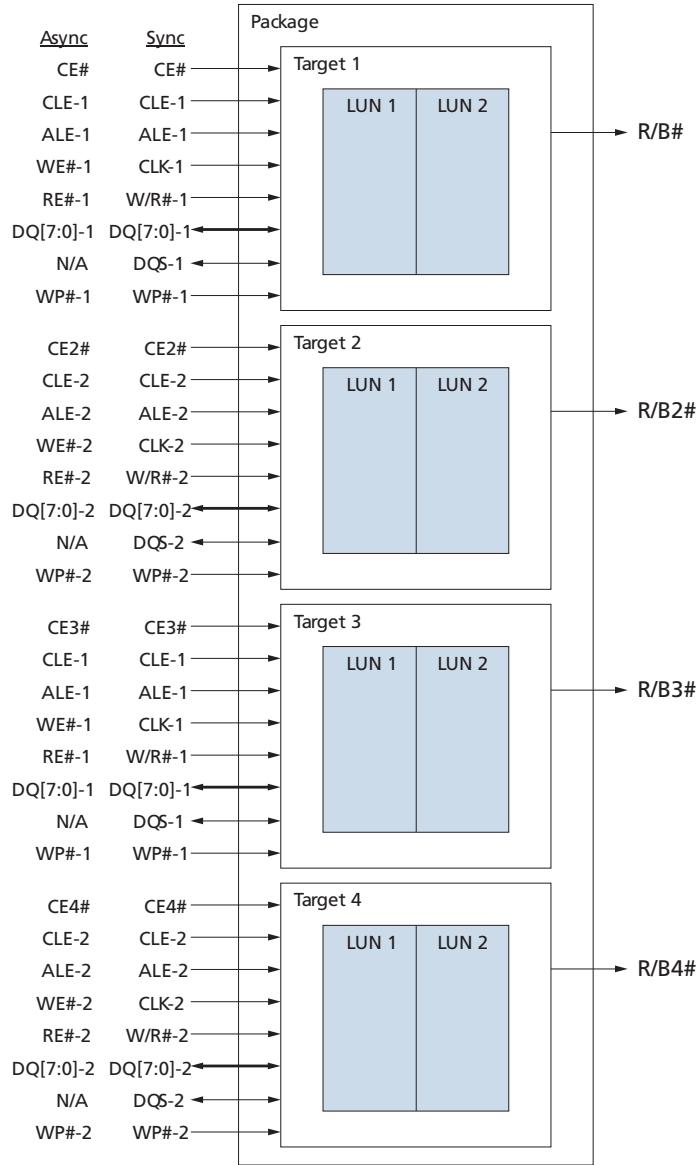 Package
Async Sync
Target 1
CE# CE#
CLE-1 CLE-1
LUN 1 LUN 2
ALE-1 ALE-1
R/B#
WE#-1 CLK-1
RE#-1 W/R#-1
DQ[7:0]-1 DQ[7:0]-1
N/A DQS-1
WP#-1 WP#-1
Target 2
CE2# CE2#
CLE-2 CLE-2
LUN 1 LUN 2
ALE-2 ALE-2
R/B2#
WE#-2 CLK-2
RE#-2 W/R#-2
DQ[7:0]-2 DQ[7:0]-2
N/A DQS-2
WP#-2 WP#-2
Target 3
CE3# CE3#
CLE-1 CLE-1
LUN 1 LUN 2
ALE-1 ALE-1
R/B3#
WE#-1 CLK-1
RE#-1 W/R#-1
DQ[7:0]-1 DQ[7:0]-1
N/A DQS-1
WP#-1 WP#-1
Target 4
CE4# CE4#
CLE-2 CLE-2
LUN 1 LUN 2
ALE-2 ALE-2
R/B4#
WE#-2 CLK-2
RE#-2 W/R#-2
DQ[7:0]-2 DQ[7:0]-2
N/A DQS-2
WP#-2 WP#-2